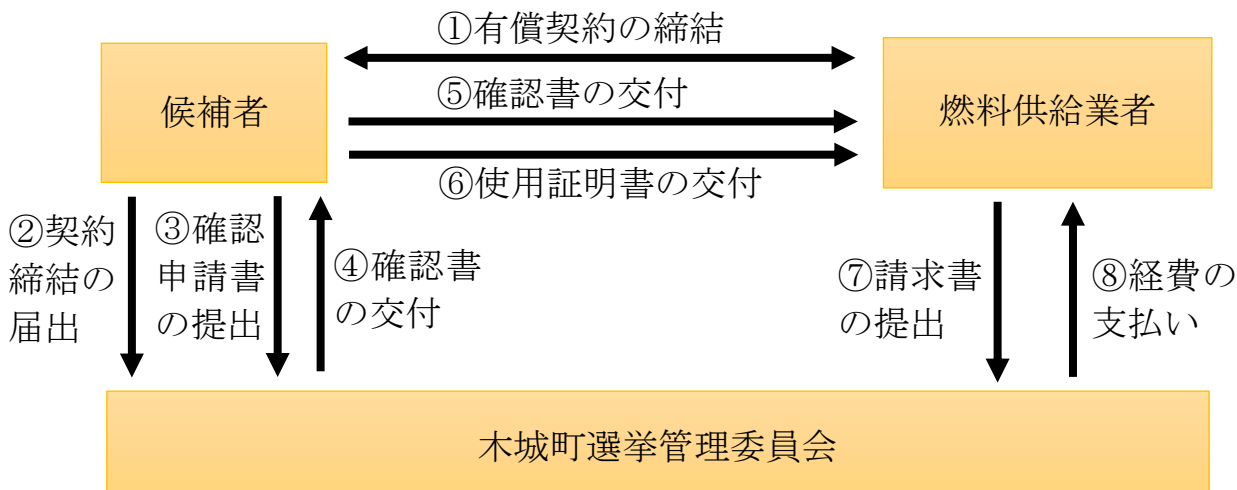 ①有償契約の締結
候補者
⑤確認書の交付
燃料供給業者
⑥使用証明書の交付
②契約
締結の
届出
③確認
申請書
の提出
④確認書
の交付
⑦請求書
の提出
⑧経費の
支払い
木城町選挙管理委員会